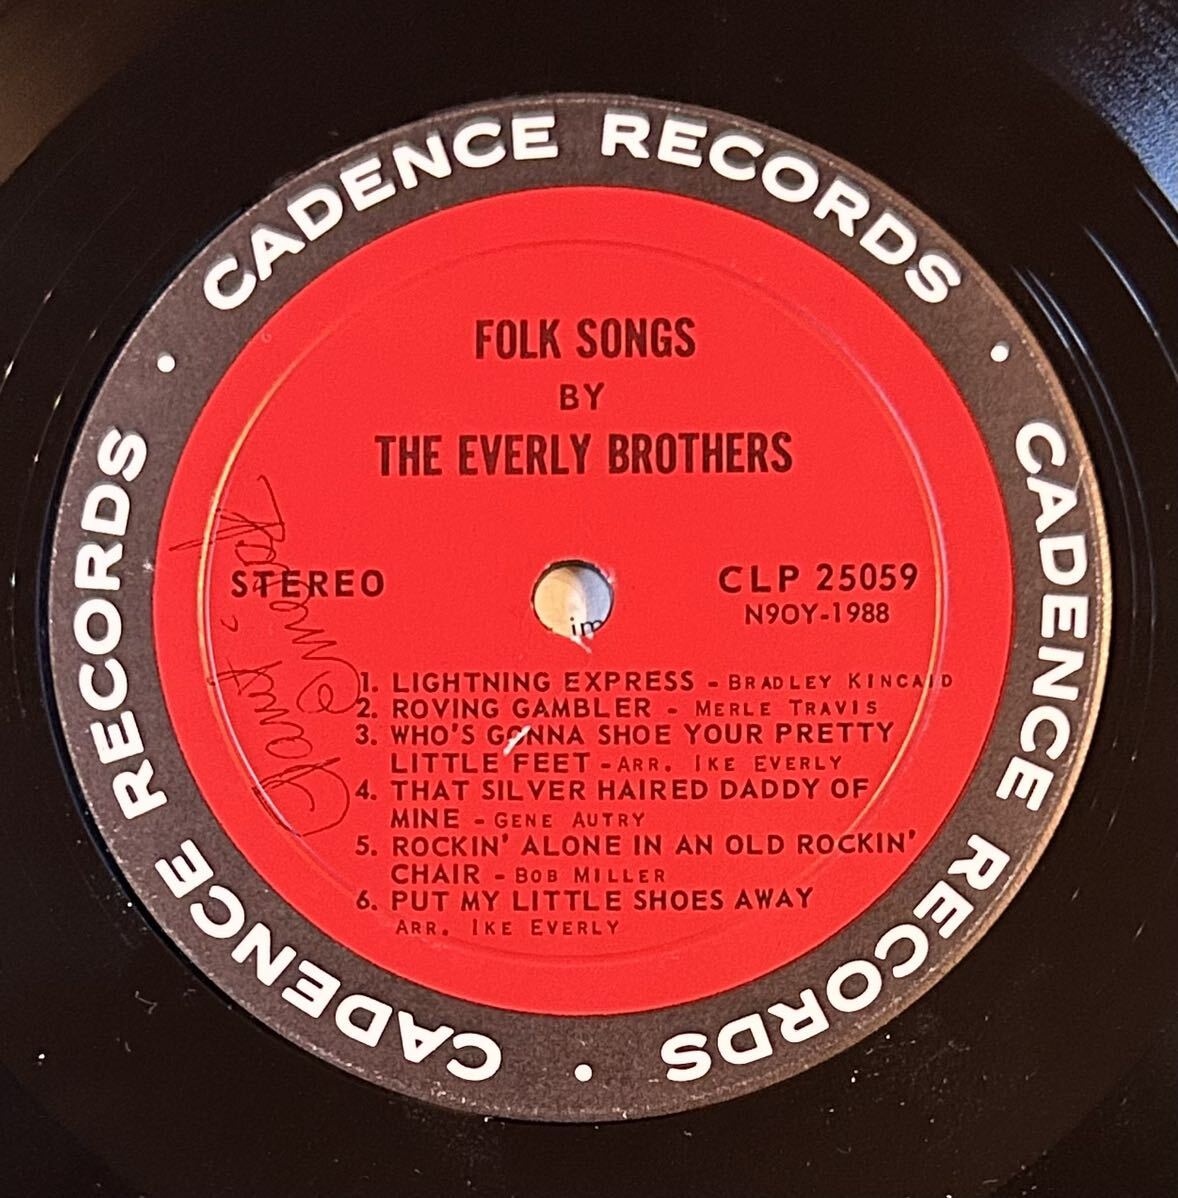 CADENCE RECORDS · CADENCE RECORDS · CADENCE RECORDS ·
FOLK SONGS
BY
THE EVERLY BROTHERS
STEREO
CLP 25059
N9OY-1988
im
1. LIGHTNING EXPRESS - BRADLEY KINCAID
2. ROVING GAMBLER - MERLE TRAVIS
3. WHO'S GONNA SHOE YOUR PRETTY
LITTLE FEET - ARR. IKE EVERLY
4. THAT SILVER HAIRED DADDY OF
MINE - GENE AUTRY
5. ROCKIN' ALONE IN AN OLD ROCKIN'
CHAIR - BOB MILLER
6. PUT MY LITTLE SHOES AWAY
ARR. IKE EVERLY